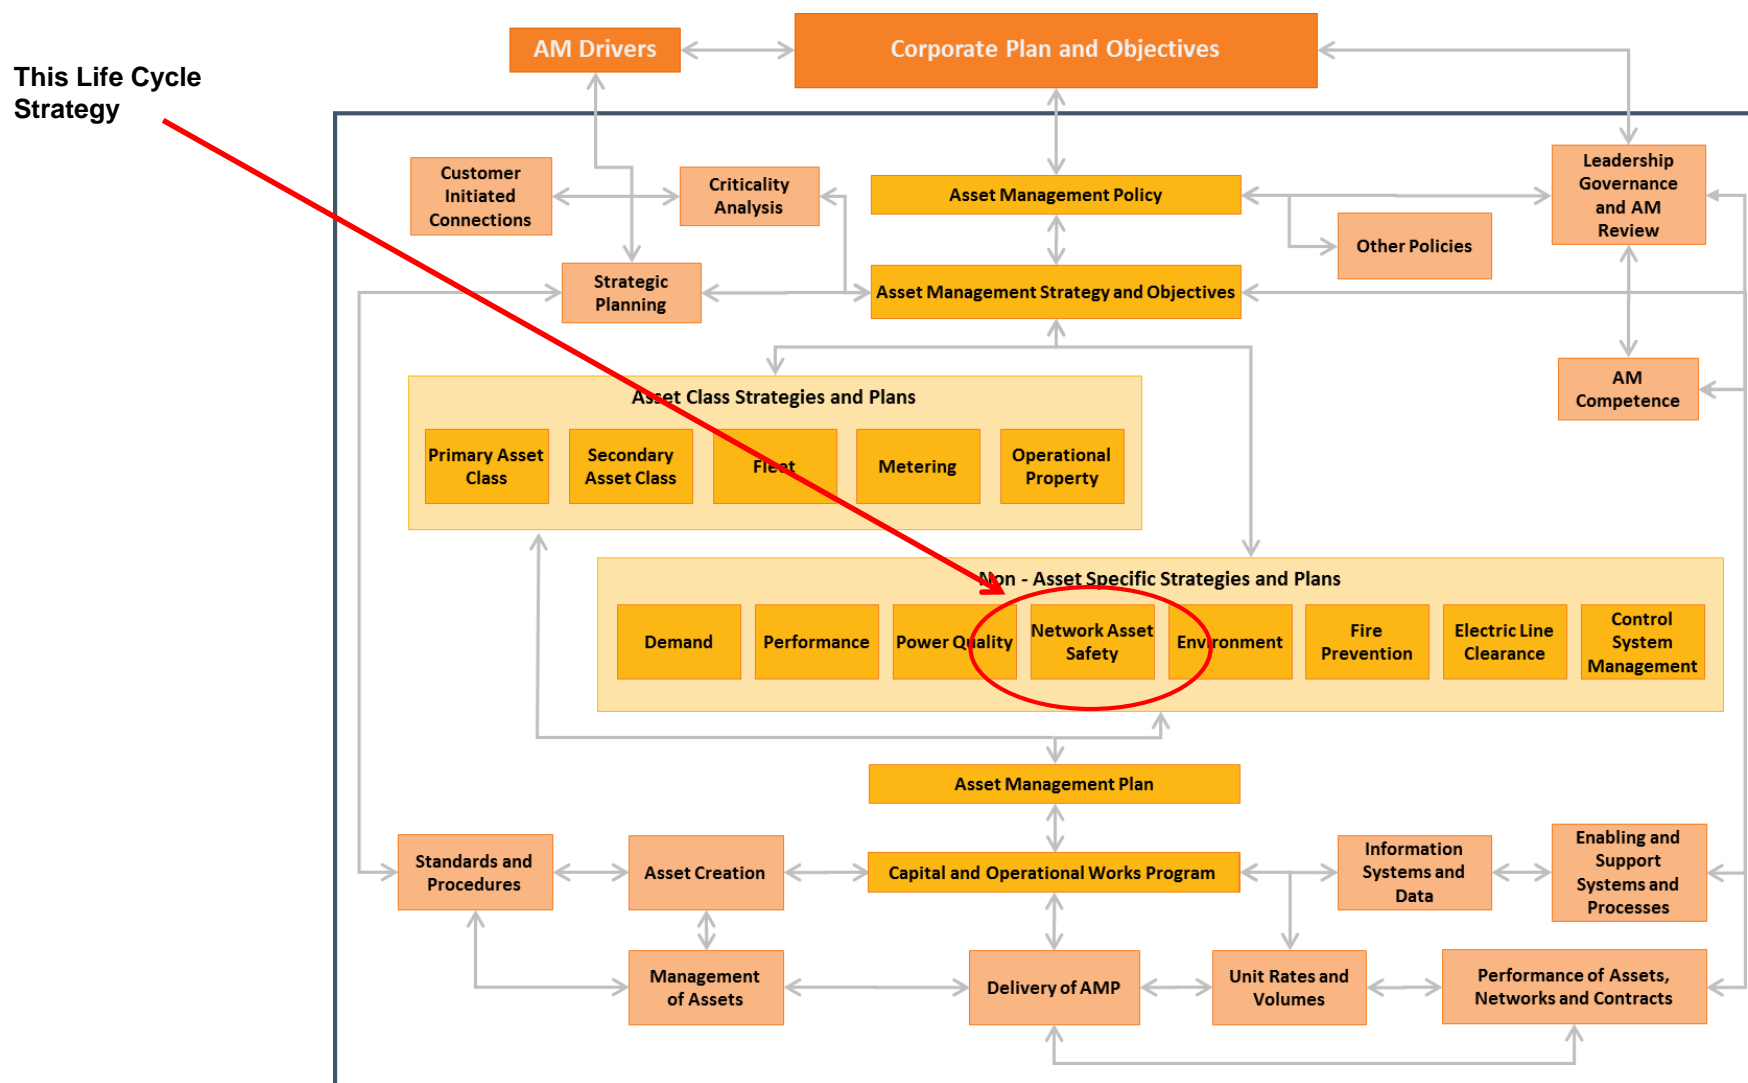 AM Drivers
Corporate Plan and Objectives
This Life Cycle
Strategy
Customer
Initiated
Connections
Criticality
Analysis
Asset Management Policy
Leadership
Governance
and AM
Review
Other Policies
Strategic
Planning
Asset Management Strategy and Objectives
AM
Competence
Asset Class Strategies and Plans
Primary Asset
Class
Secondary
Asset Class
Fleet
Metering
Operational
Property
Non - Asset Specific Strategies and Plans
Demand
Performance
Power Quality
Network Asset
Safety
Environment
Fire
Prevention
Electric Line
Clearance
Control
System
Management
Asset Management Plan
Standards and
Procedures
Asset Creation
Capital and Operational Works Program
Information
Systems and
Data
Enabling and
Support
Systems and
Processes
Management
of Assets
Delivery of AMP
Unit Rates and
Volumes
Performance of Assets,
Networks and Contracts